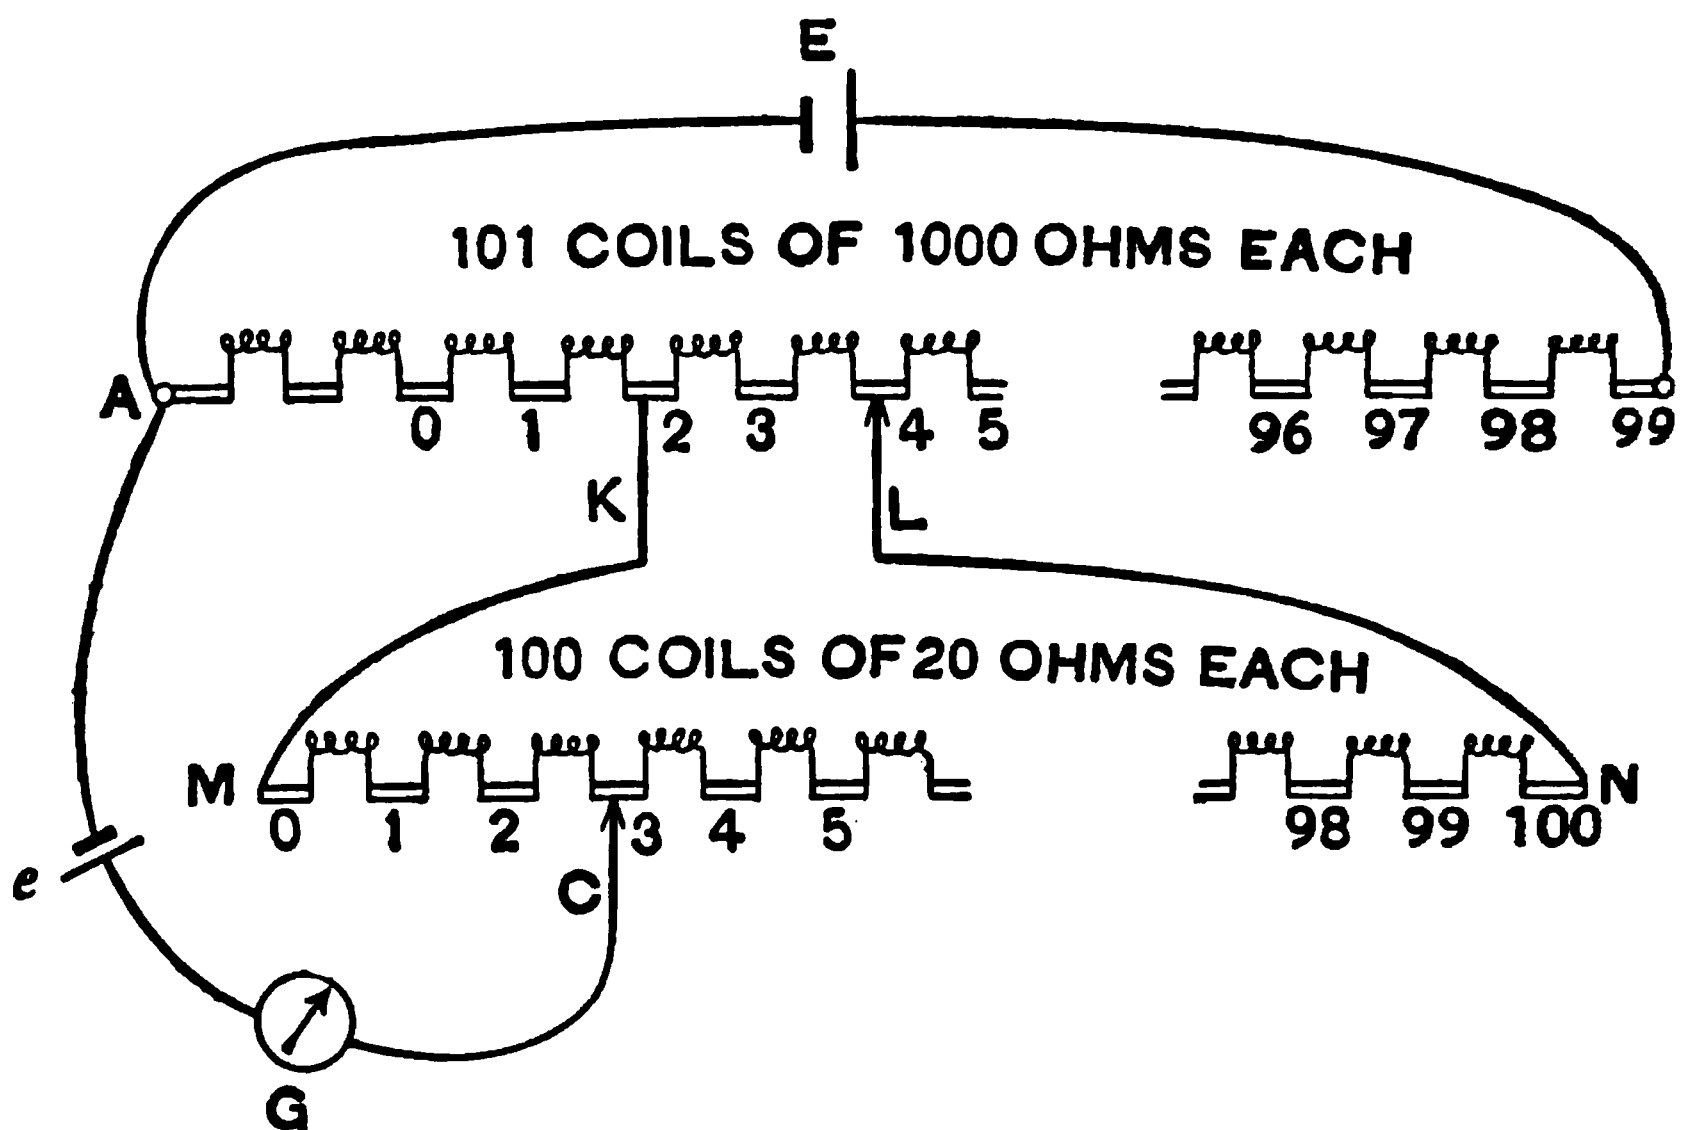 E
101 COILS OF 1000 OHMS EACH
A
0 1 2 3 4 5 96 97 98 99
K L
100 COILS OF 20 OHMS EACH
M N
0 1 2 3 4 5 98 99 100
e C
G